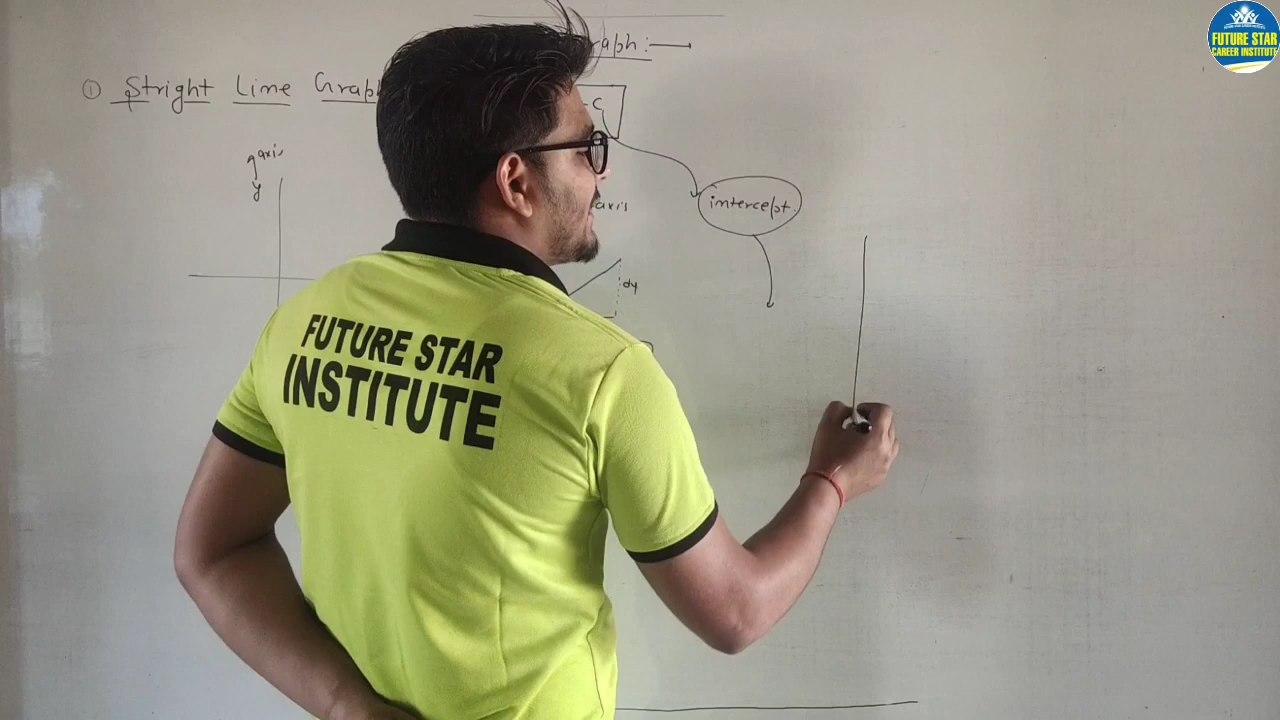 raph:
① Stright Line Graph
C
axis
y
axis
intercept.
dy
FUTURE STAR
INSTITUTE
FUTURE STAR
CAREER INSTITUTE